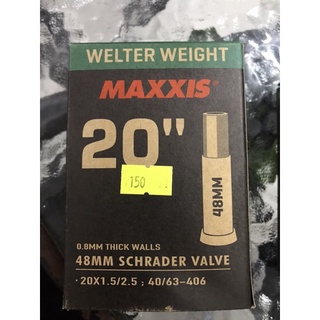 WELTER WEIGHT
MAXXIS®
20"
150
48MM
0.8MM THICK WALLS
48MM SCHRADER VALVE
·20X1.5/2.5 ; 40/63-406